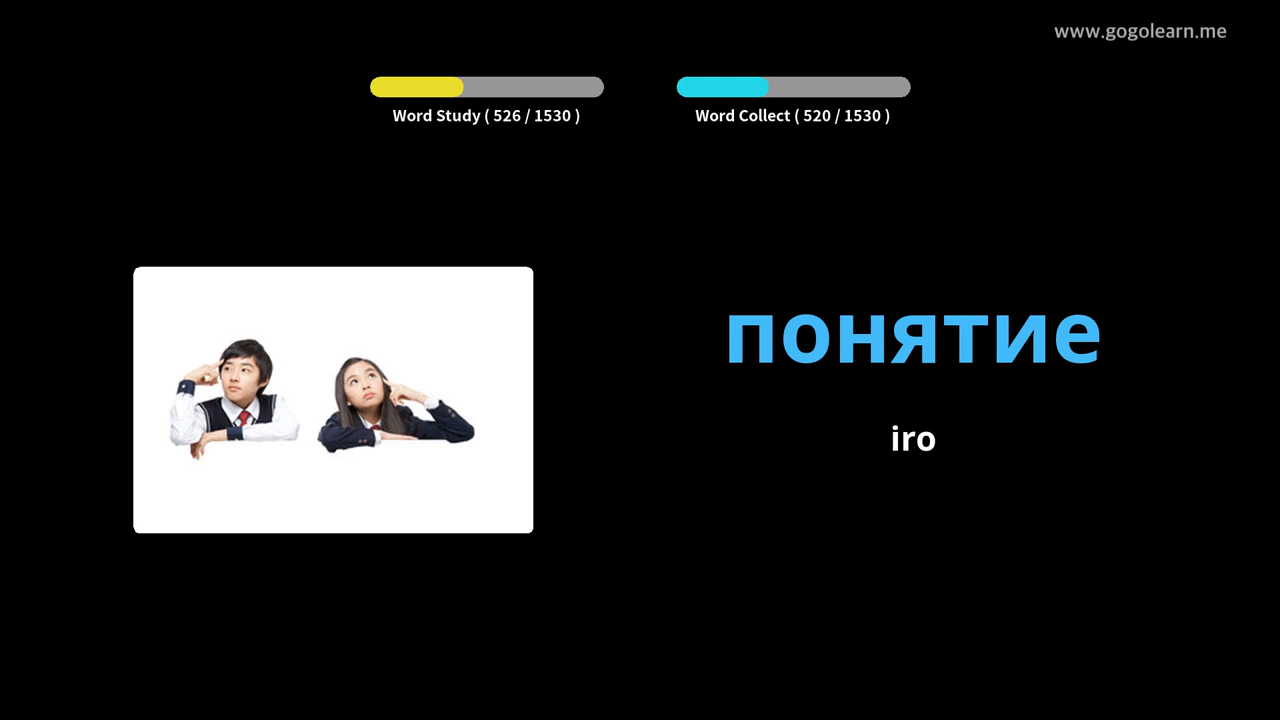 www.gogolearn.me
Word Study ( 526 / 1530 )
Word Collect ( 520 / 1530 )
понятие
iro